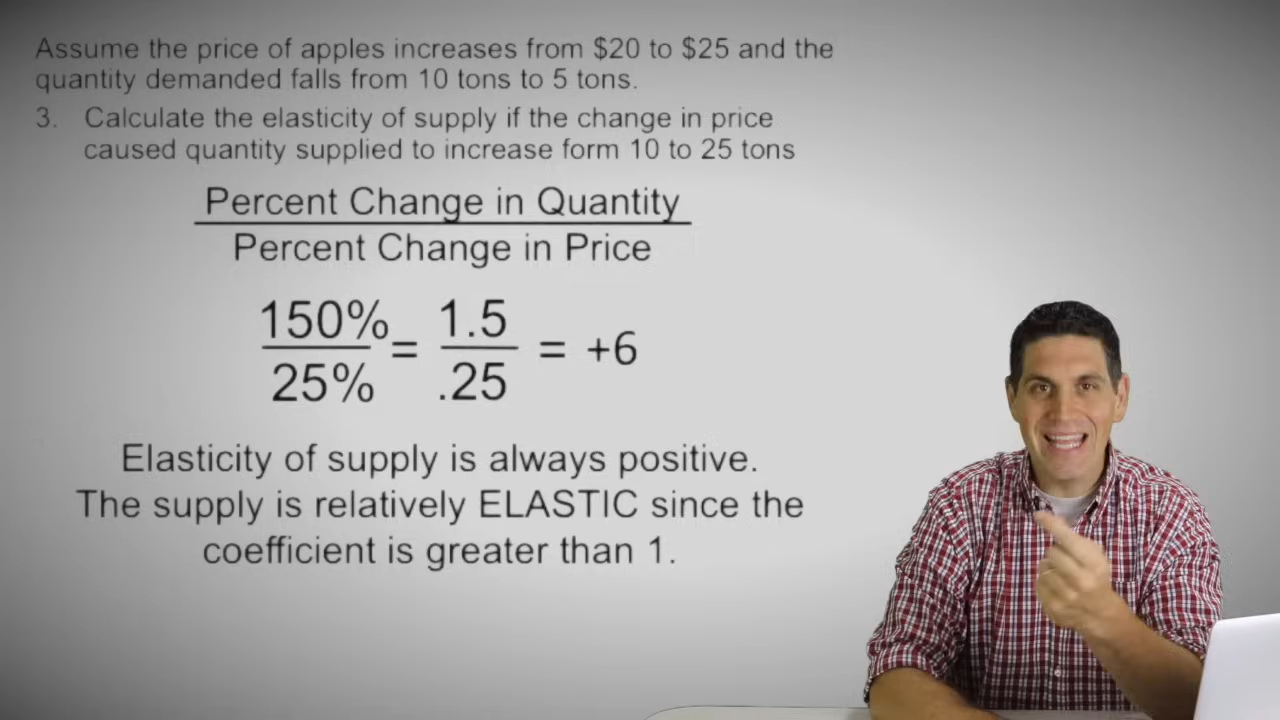 Assume the price of apples increases from $20 to $25 and the
quantity demanded falls from 10 tons to 5 tons.
3. Calculate the elasticity of supply if the change in price
caused quantity supplied to increase form 10 to 25 tons
Percent Change in Quantity
Percent Change in Price
150% = 1.5 = +6
25% .25
Elasticity of supply is always positive.
The supply is relatively ELASTIC since the
coefficient is greater than 1.